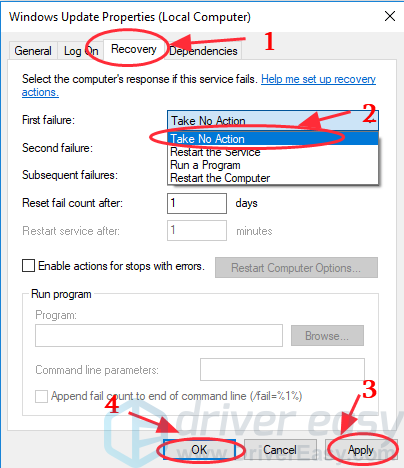 Windows Update Properties (Local Computer)
1
General Log On Recovery Dependencies
Select the computer's response if this service fails. Help me set up recovery
actions.
2
First failure: Take No Action
Take No Action
Second failure: Restart the Service
Run a Program
Subsequent failures: Restart the Computer
Reset fail count after: 1 days
Restart service after: 1 minutes
Enable actions for stops with errors. Restart Computer Options...
Run program
Program:
Browse...
Command line parameters:
3
Append fail count to end of command line (/fail=%1%)
4
driver easy
www.DriverEasy.com
OK Cancel Apply